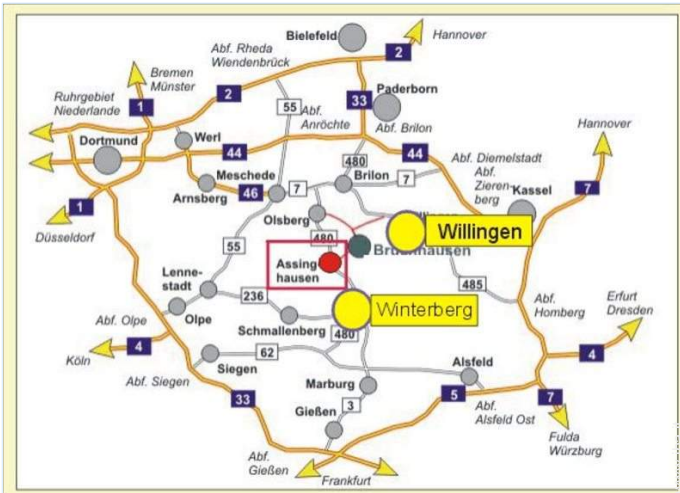 Bielefeld
Hannover
2
Abf. Rheda
Wiendenbrück
Bremen
Münster
Ruhrgebiet
Niederlande
1
2
55
33
Paderborn
Abf.
Anröchte
Abf. Brilon
Hannover
Dortmund
Werl
44
480
44
Abf. Diemelstadt
Abf.
Zieren-
berg
Kassel
7
Meschede
46
7
Brilon
7
Arnsberg
1
Düsseldorf
Olsberg
480
Willingen
55
Assing
hausen
Lenne-
stadt
236
485
Winterberg
Abf.
Homberg
Erfurt
Dresden
Abf. Olpe
Olpe
Schmallenberg
480
4
Köln
62
Siegen
Abf. Siegen
Alsfeld
4
33
Marburg
3
Gießen
5
Abf.
Alsfeld Ost
7
Fulda
Würzburg
Abf.
Gießen
Frankfurt